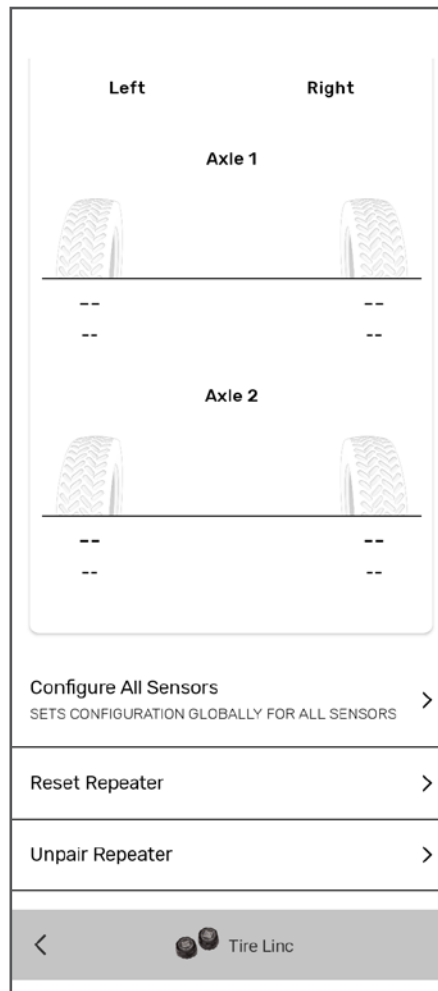 Left Right
Axle 1
-- --
-- --
Axle 2
-- --
-- --
Configure All Sensors
SETS CONFIGURATION GLOBALLY FOR ALL SENSORS
Reset Repeater
Unpair Repeater
Tire Linc